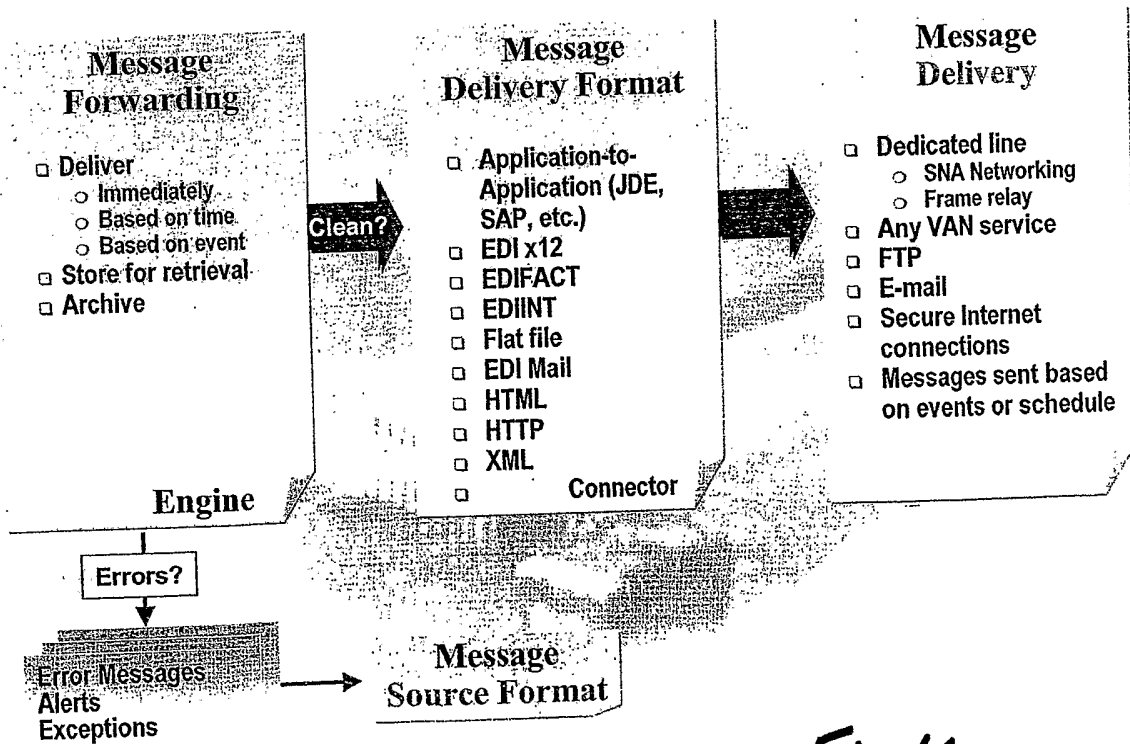 Message
Forwarding
Deliver
Immediately
Based on time
Based on event
Store for retrieval
Archive
Engine
Clean?
Message
Delivery Format
Application-to-
Application (JDE,
SAP, etc.)
EDI x12
EDIFACT
EDIINT
Flat file
EDI Mail
HTML
HTTP
XML
Connector
Message
Delivery
Dedicated line
SNA Networking
Frame relay
Any VAN service
FTP
E-mail
Secure Internet
connections
Messages sent based
on events or schedule
Errors?
Error Messages
Alerts
Exceptions
Message
Source Format